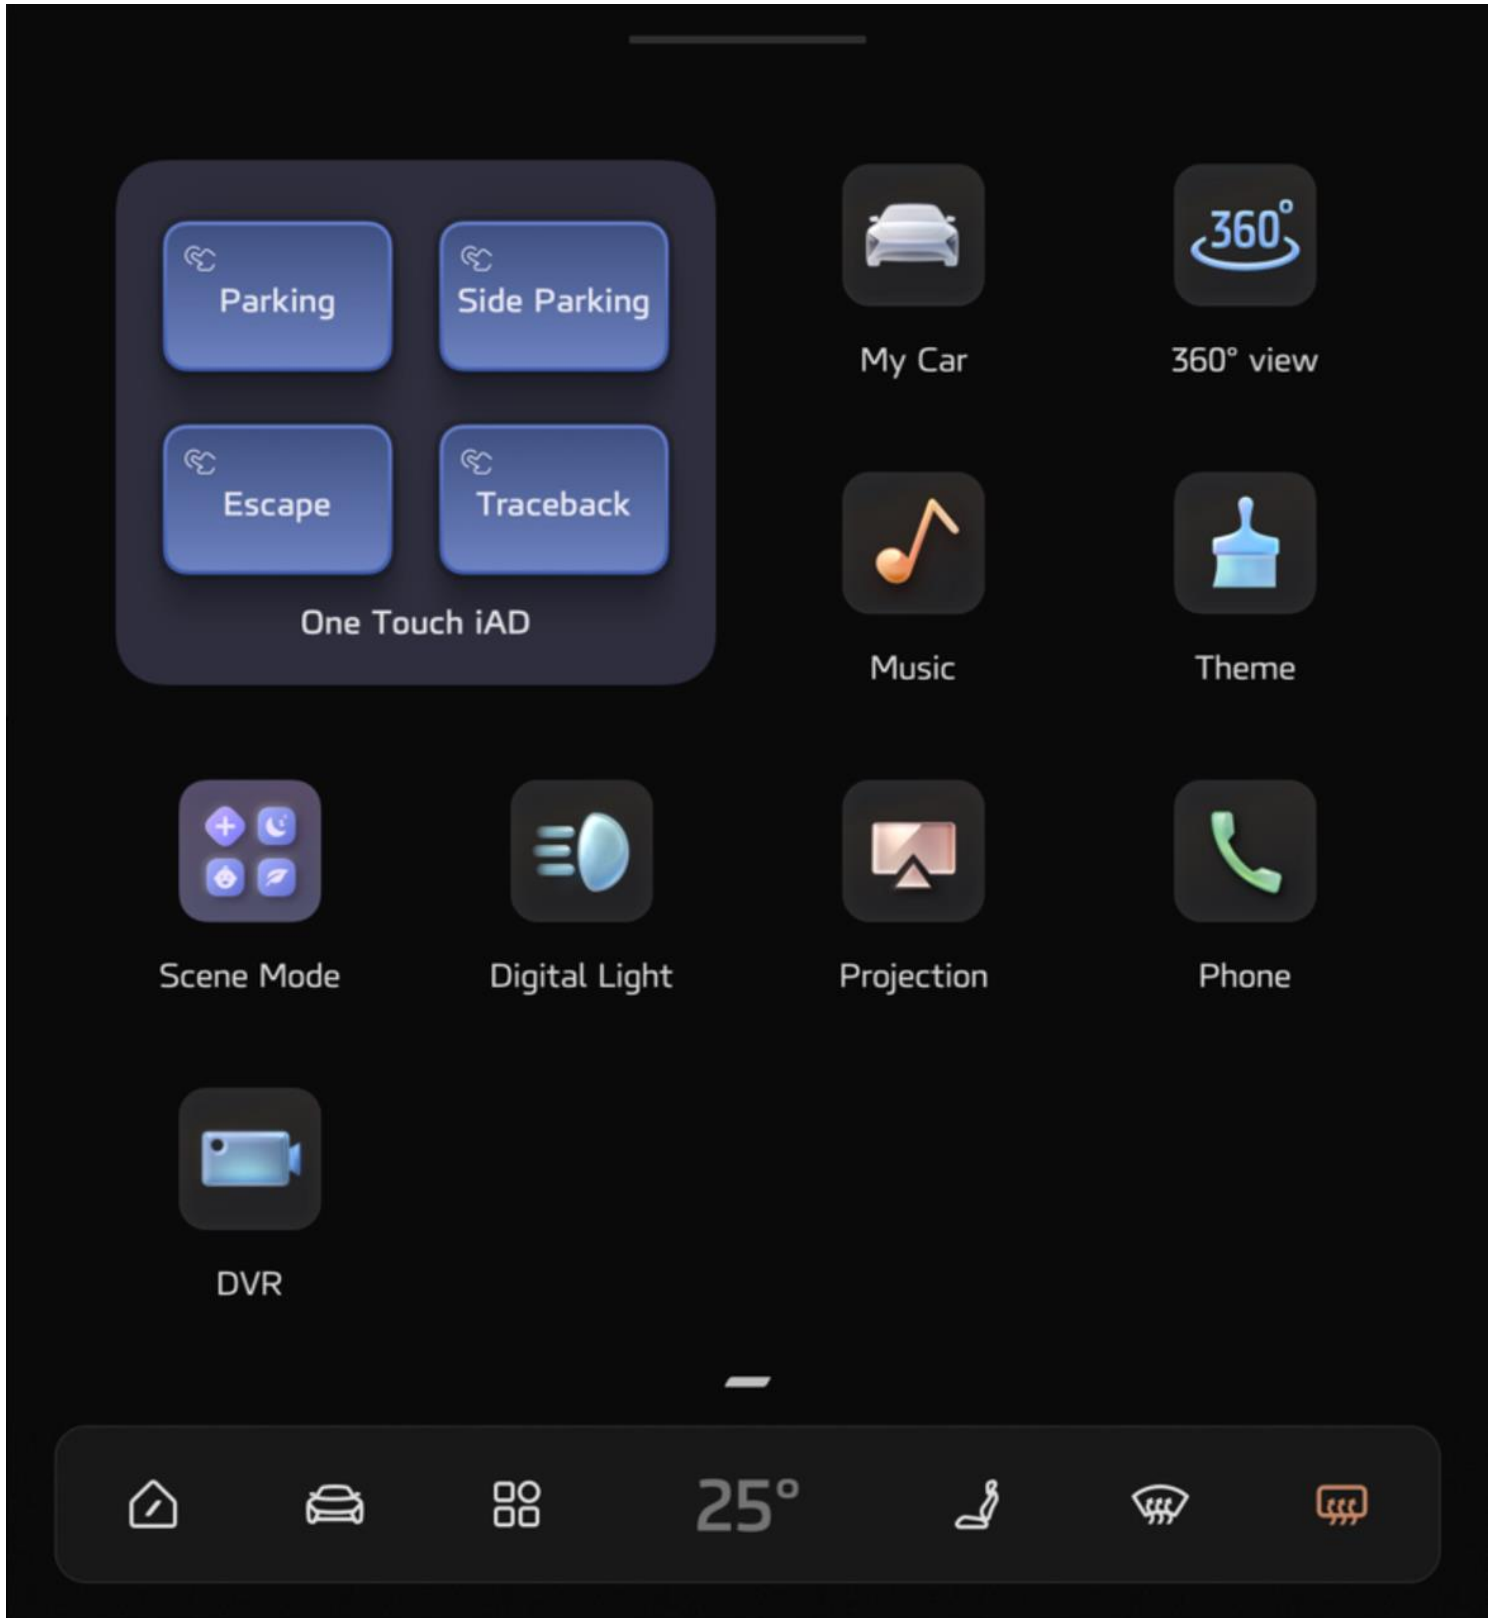 Parking
Side Parking
Escape
Traceback
One Touch iAD
My Car
360°
360° view
Music
Theme
Scene Mode
Digital Light
Projection
Phone
DVR
25°